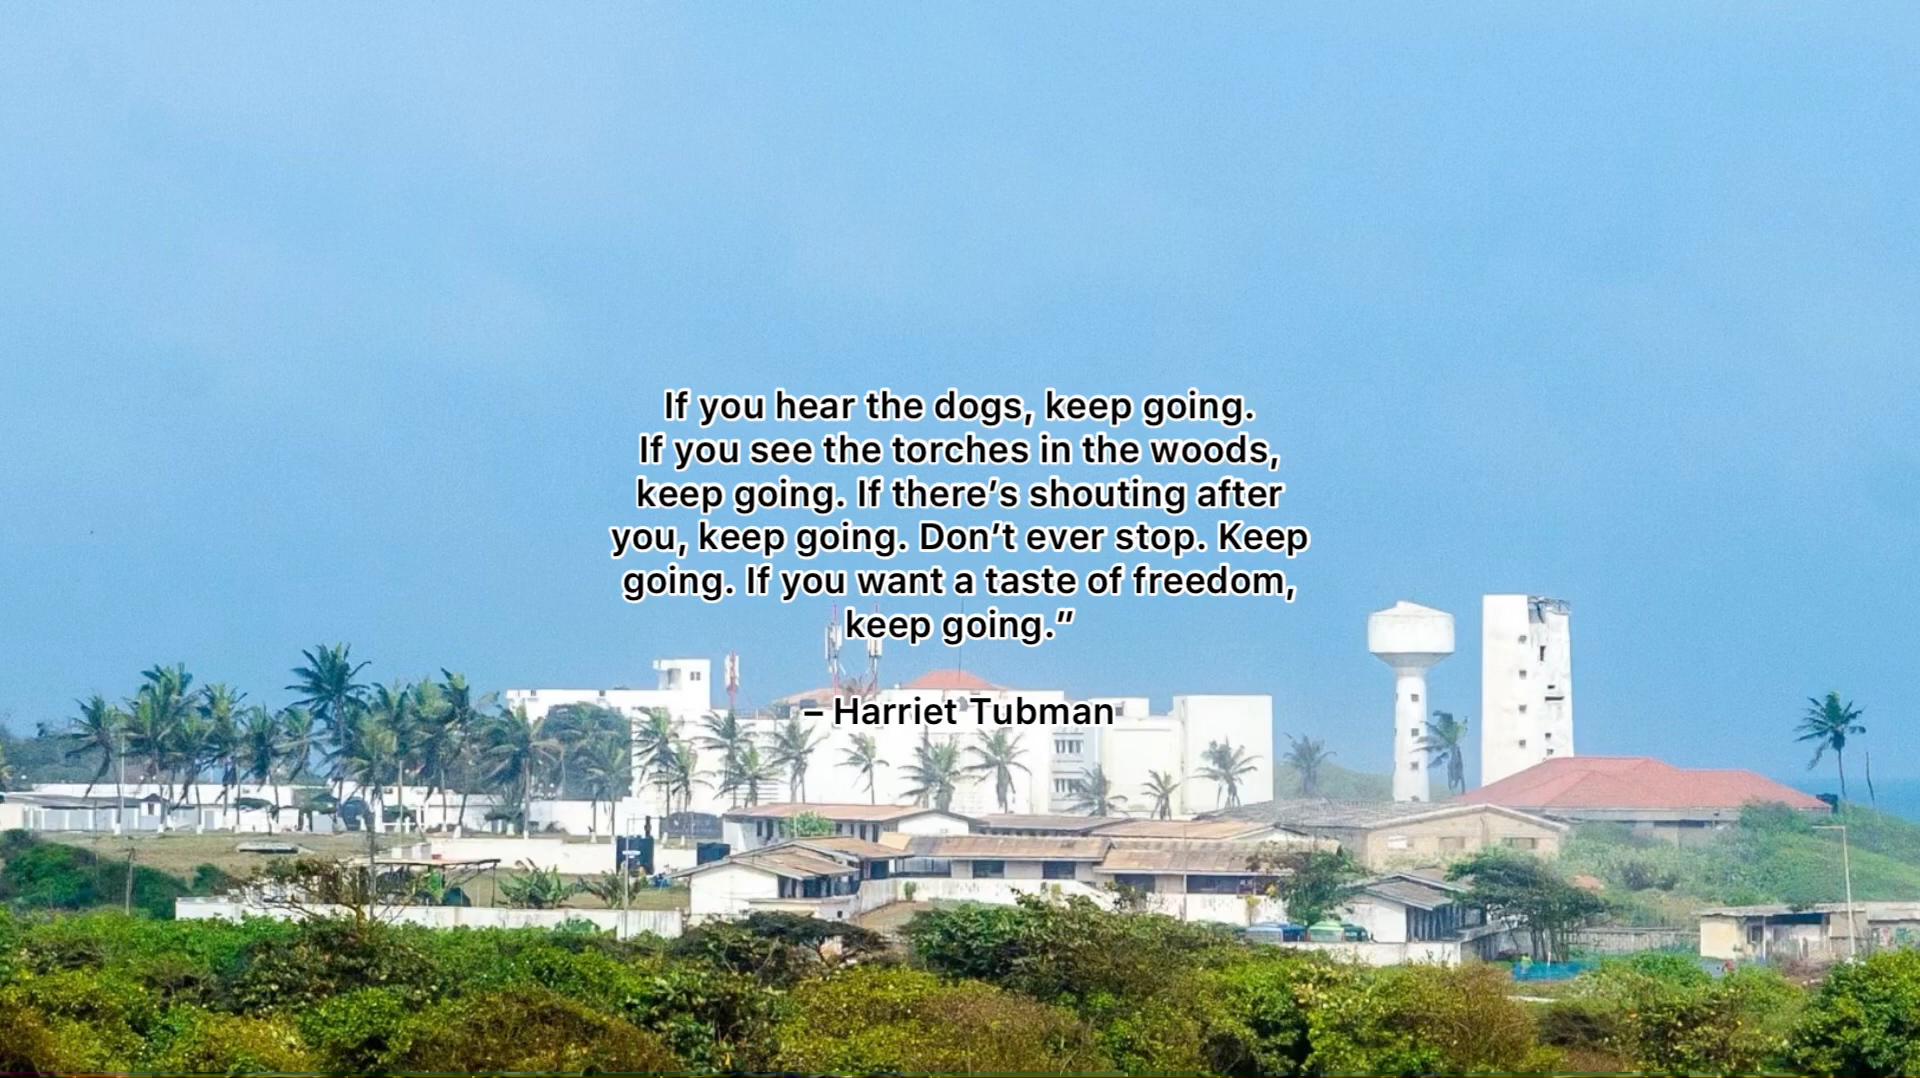 If you hear the dogs, keep going.
If you see the torches in the woods,
keep going. If there’s shouting after
you, keep going. Don’t ever stop. Keep
going. If you want a taste of freedom,
keep going.”
– Harriet Tubman